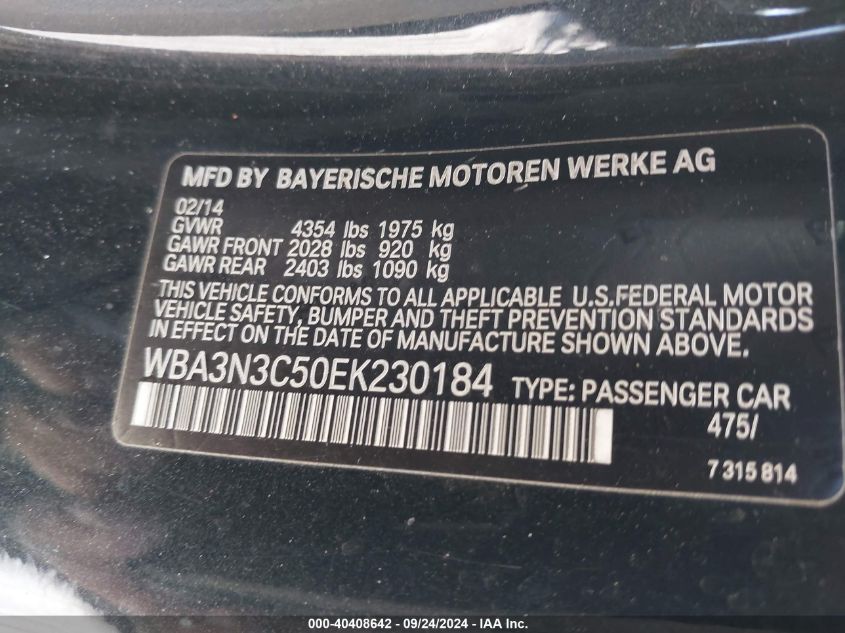 MFD BY BAYERISCHE MOTOREN WERKE AG
02/14
GVWR 4354 lbs 1975 kg
GAWR FRONT 2028 lbs 920 kg
GAWR REAR 2403 lbs 1090 kg
THIS VEHICLE CONFORMS TO ALL APPLICABLE U.S.FEDERAL MOTOR
VEHICLE SAFETY, BUMPER AND THEFT PREVENTION STANDARDS
IN EFFECT ON THE DATE OF MANUFACTURE SHOWN ABOVE.
WBA3N3C50EK230184 TYPE: PASSENGER CAR
475/
7 315 814
000-40408642 - 09/24/2024 - IAA Inc.